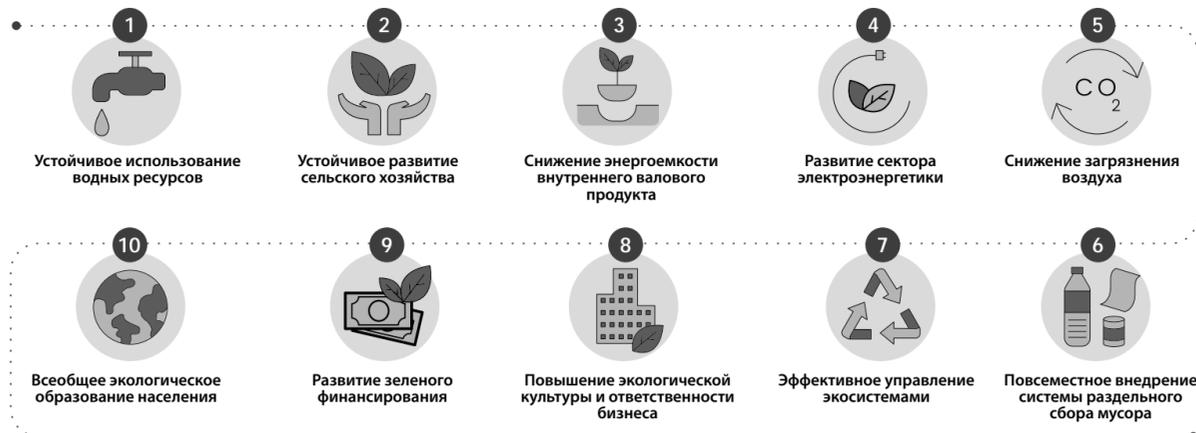 1
Устойчивое использование
водных ресурсов
2
Устойчивое развитие
сельского хозяйства
3
Снижение энергоемкости
внутреннего валового
продукта
4
Развитие сектора
электроэнергетики
5
CO
2
Снижение загрязнения
воздуха
6
Повсеместное внедрение
системы раздельного
сбора мусора
7
Эффективное управление
экосистемами
8
Повышение экологической
культуры и ответственности
бизнеса
9
Развитие зеленого
финансирования
10
Всеобщее экологическое
образование населения